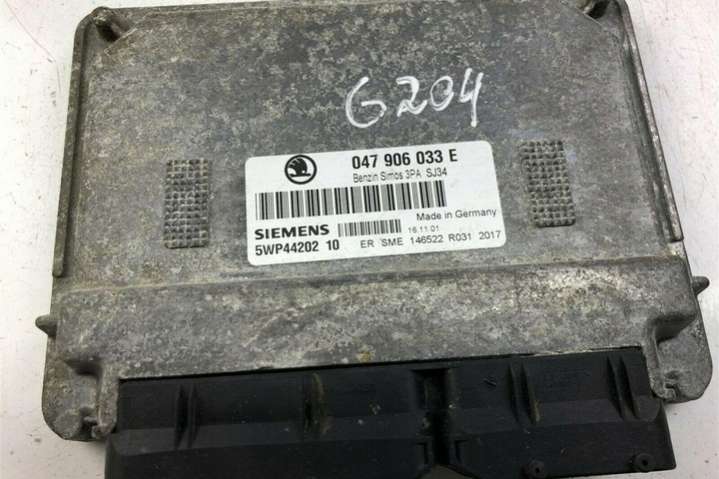 G204
047 906 033 E
Benzin Simos 3PA SJ34
Made in Germany
SIEMENS
16.11.01
5WP44202 10
ER SME 146522 R031 2017